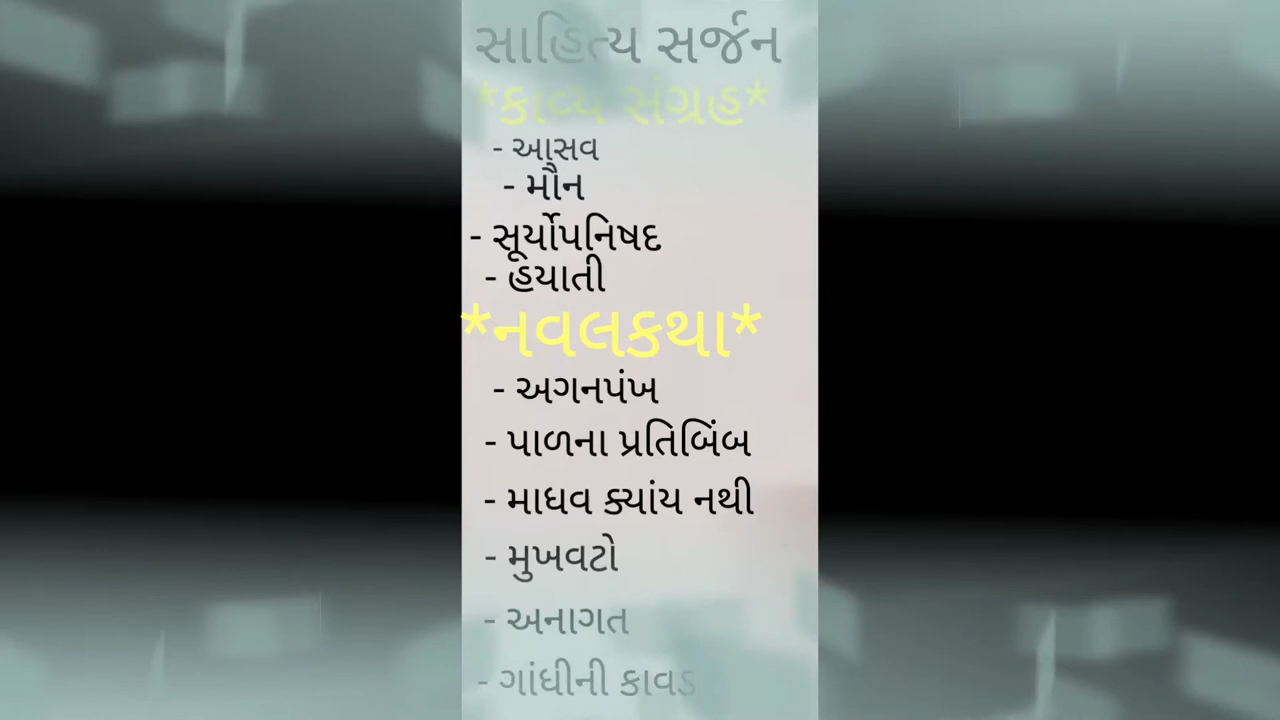 સાહિત્ય સર્જન
*કાવ્ય સંગ્રહ*
- આસવ
- મૌન
- સૂર્યોપનિષદ
- હયાતી
*નવલકથા*
- અગનપંખ
- પાળના પ્રતિબિંબ
- માધવ ક્યાંય નથી
- મુખવટો
- અનાગત
- ગાંધીની કાવડ